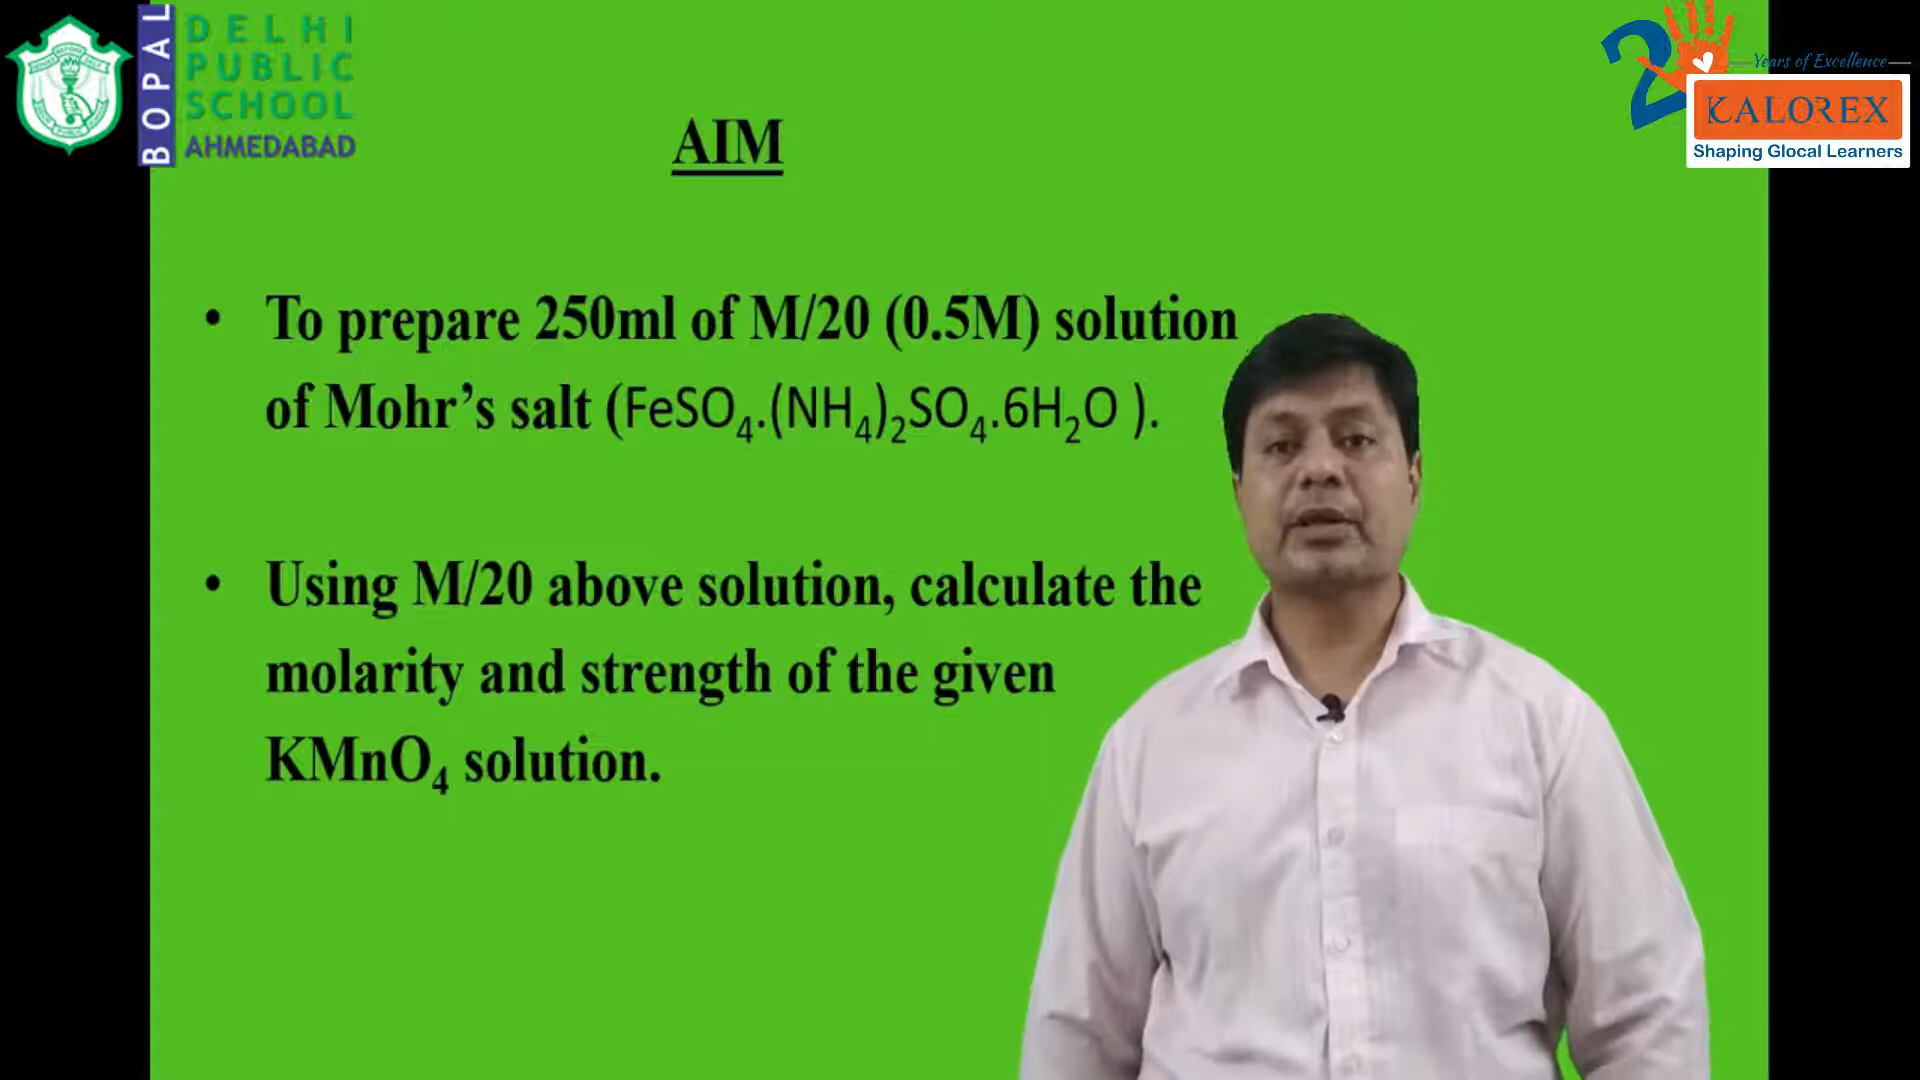 BOPAL
DELHI
PUBLIC
SCHOOL
AHMEDABAD
2
Years of Excellence
KALOREX
Shaping Glocal Learners
AIM
• To prepare 250ml of M/20 (0.5M) solution
of Mohr’s salt (FeSO₄.(NH₄)₂SO₄.6H₂O ).
• Using M/20 above solution, calculate the
molarity and strength of the given
KMnO₄ solution.